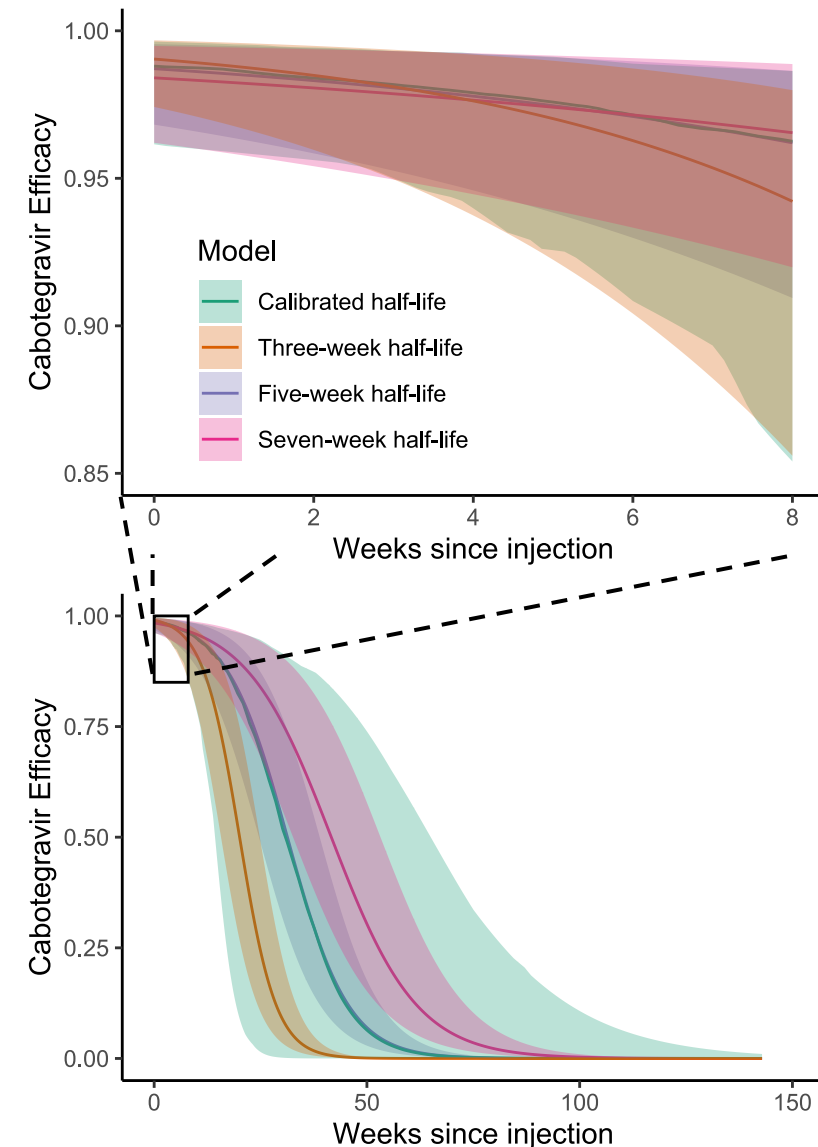 1.00
0.95
0.90
0.85
Cabotegravir Efficacy
Model
Calibrated half-life
Three-week half-life
Five-week half-life
Seven-week half-life
0 2 4 6 8
Weeks since injection
1.00
0.75
0.50
0.25
0.00
Cabotegravir Efficacy
0 50 100 150
Weeks since injection